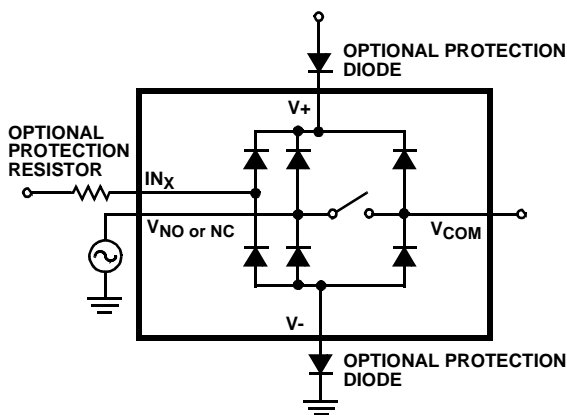 OPTIONAL PROTECTION
DIODE
V+
OPTIONAL
PROTECTION
RESISTOR
INX
VNO or NC
VCOM
V-
OPTIONAL PROTECTION
DIODE